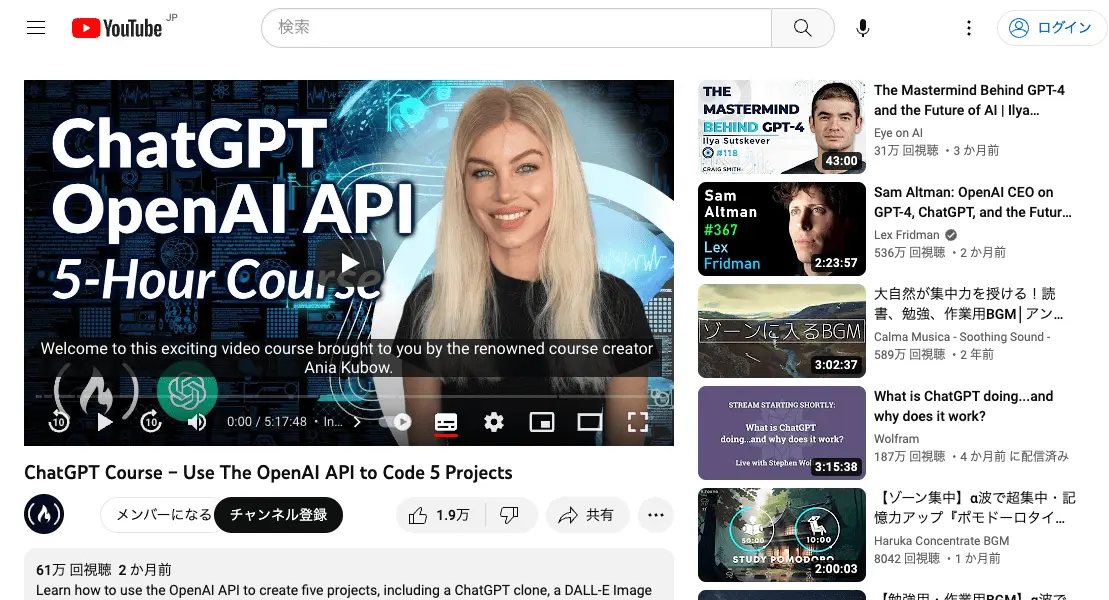 YouTube JP
検索
ログイン
ChatGPT
OpenAI API
5-Hour Course
Welcome to this exciting video course brought to you by the renowned course creator
Ania Kubow.
10
10
0:00 / 5:17:48 • In...
ChatGPT Course – Use The OpenAI API to Code 5 Projects
メンバーになる
チャンネル登録
1.9万
共有
61万 回視聴 2 か月前
Learn how to use the OpenAI API to create five projects, including a ChatGPT clone, a DALL-E Image
THE
MASTERMIND
BEHIND GPT-4
Ilya Sutskever
#118
CRAIG SMITH
43:00
The Mastermind Behind GPT-4
and the Future of AI | Ilya...
Eye on AI
31万 回視聴 ・3 か月前
Sam
Altman
#367
Lex
Fridman
2:23:57
Sam Altman: OpenAI CEO on
GPT-4, ChatGPT, and the Futur...
Lex Fridman
536万 回視聴 ・2 か月前
ゾーンに入るBGM
3:02:37
大自然が集中力を授ける！読
書、勉強、作業用BGM│アン...
Calma Musica - Soothing Sound -
589万 回視聴 ・2 年前
STREAM STARTING SHORTLY:
What is ChatGPT
doing...and why does it work?
Live with Stephen Wol
3:15:38
What is ChatGPT doing...and
why does it work?
Wolfram
187万 回視聴 ・4 か月前 に配信済み
50:00
10:00
STUDY POMODORO
2:00:03
【ゾーン集中】α波で超集中・記
憶力アップ『ポモドーロタイ...
Haruka Concentrate BGM
8042 回視聴 ・1 か月前
【勉強用・作業用BGM】α波で